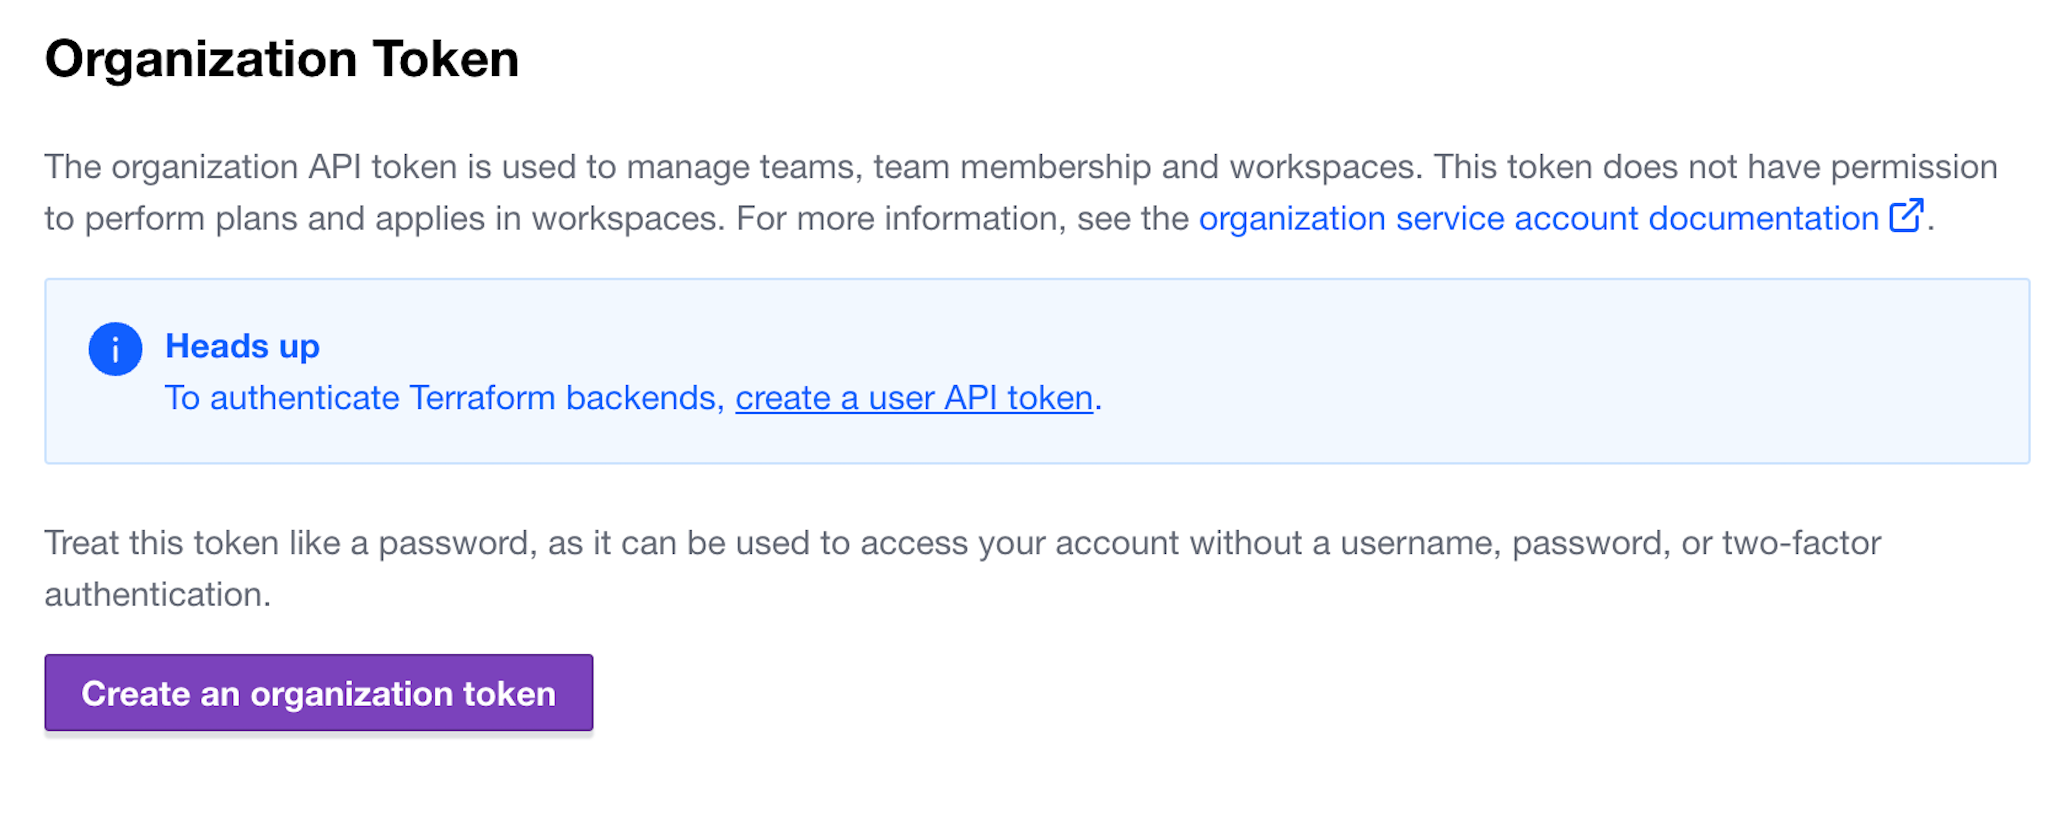 Organization Token
The organization API token is used to manage teams, team membership and workspaces. This token does not have permission
to perform plans and applies in workspaces. For more information, see the organization service account documentation.
Heads up
To authenticate Terraform backends, create a user API token.
Treat this token like a password, as it can be used to access your account without a username, password, or two-factor
authentication.
Create an organization token